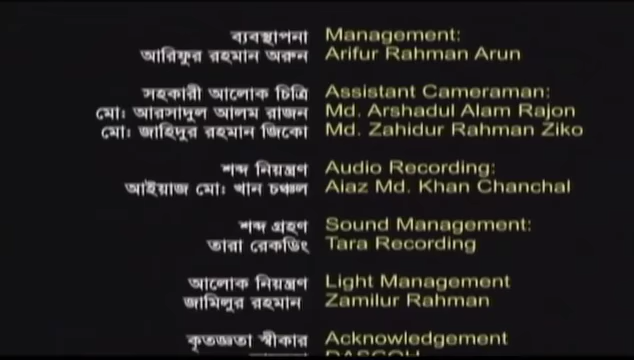 ব্যবস্থাপনা Management:
আরিফুর রহমান অরুন Arifur Rahman Arun
সহকারী আলোক চিত্রি Assistant Cameraman:
মো: আরসাদুল আলম রাজন Md. Arshadul Alam Rajon
মো: জাহিদুর রহমান জিকো Md. Zahidur Rahman Ziko
শব্দ নিয়ন্ত্রণ Audio Recording:
আইয়াজ মো: খান চঞ্চল Aiaz Md. Khan Chanchal
শব্দ গ্রহণ Sound Management:
তারা রেকর্ডিং Tara Recording
আলোক নিয়ন্ত্রণ Light Management
জামিলুর রহমান Zamilur Rahman
কৃতজ্ঞতা স্বীকার Acknowledgement